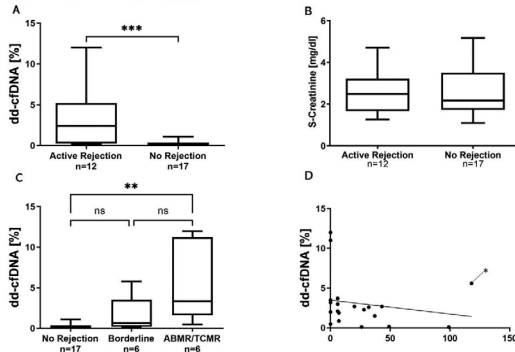 A
***
dd-cfDNA [%]
15
10
5
0
Active Rejection
n=12
No Rejection
n=17
B
S-Creatinine [mg/dl]
6
4
2
0
Active Rejection
n=12
No Rejection
n=17
C
**
ns
ns
dd-cfDNA [%]
15
10
5
0
No Rejection
n=17
Borderline
n=6
ABMR/TCMR
n=6
D
dd-cfDNA [%]
15
10
5
0
*
0
50
100
150